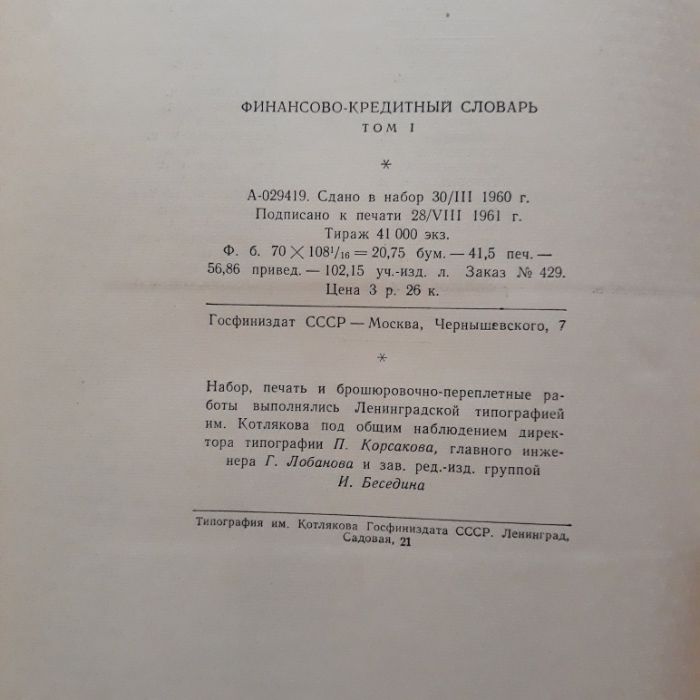 ФИНАНСОВО-КРЕДИТНЫЙ СЛОВАРЬ
ТОМ I
*
А-029419. Сдано в набор 30/III 1960 г.
Подписано к печати 28/VIII 1961 г.
Тираж 41 000 экз.
Ф. б. 70 × 108¹/₁₆ = 20,75 бум. — 41,5 печ. —
56,86 привед. — 102,15 уч.-изд. л. Заказ № 429.
Цена 3 р. 26 к.
Госфиниздат СССР — Москва, Чернышевского, 7
*
Набор, печать и брошюровочно-переплетные ра-
боты выполнялись Ленинградской типографией
им. Котлякова под общим наблюдением дирек-
тора типографии П. Корсакова, главного инже-
нера Г. Лобанова и зав. ред.-изд. группой
И. Беседина
Типография им. Котлякова Госфиниздата СССР. Ленинград,
Садовая, 21